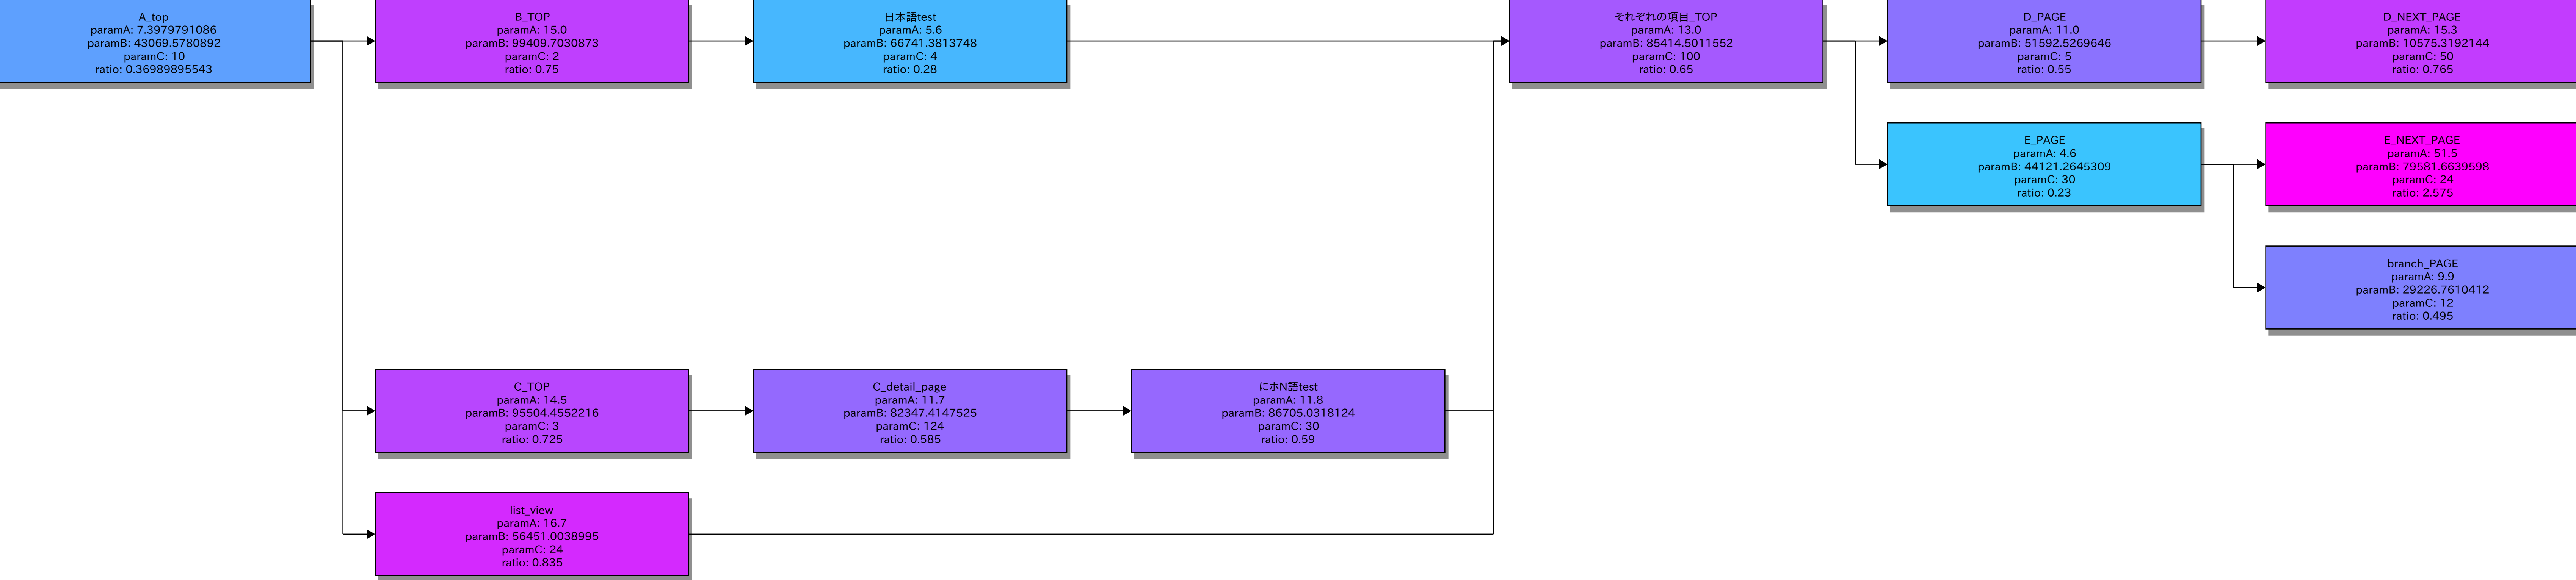 A_top
paramA: 7.3979791086
paramB: 43069.5780892
paramC: 10
ratio: 0.36989895543
B_TOP
paramA: 15.0
paramB: 99409.7030873
paramC: 2
ratio: 0.75
日本語test
paramA: 5.6
paramB: 66741.3813748
paramC: 4
ratio: 0.28
それぞれの項目_TOP
paramA: 13.0
paramB: 85414.5011552
paramC: 100
ratio: 0.65
D_PAGE
paramA: 11.0
paramB: 51592.5269646
paramC: 5
ratio: 0.55
D_NEXT_PAGE
paramA: 15.3
paramB: 10575.3192144
paramC: 50
ratio: 0.765
E_PAGE
paramA: 4.6
paramB: 44121.2645309
paramC: 30
ratio: 0.23
E_NEXT_PAGE
paramA: 51.5
paramB: 79581.6639598
paramC: 24
ratio: 2.575
branch_PAGE
paramA: 9.9
paramB: 29226.7610412
paramC: 12
ratio: 0.495
C_TOP
paramA: 14.5
paramB: 95504.4552216
paramC: 3
ratio: 0.725
C_detail_page
paramA: 11.7
paramB: 82347.4147525
paramC: 124
ratio: 0.585
にホN語test
paramA: 11.8
paramB: 86705.0318124
paramC: 30
ratio: 0.59
list_view
paramA: 16.7
paramB: 56451.0038995
paramC: 24
ratio: 0.835